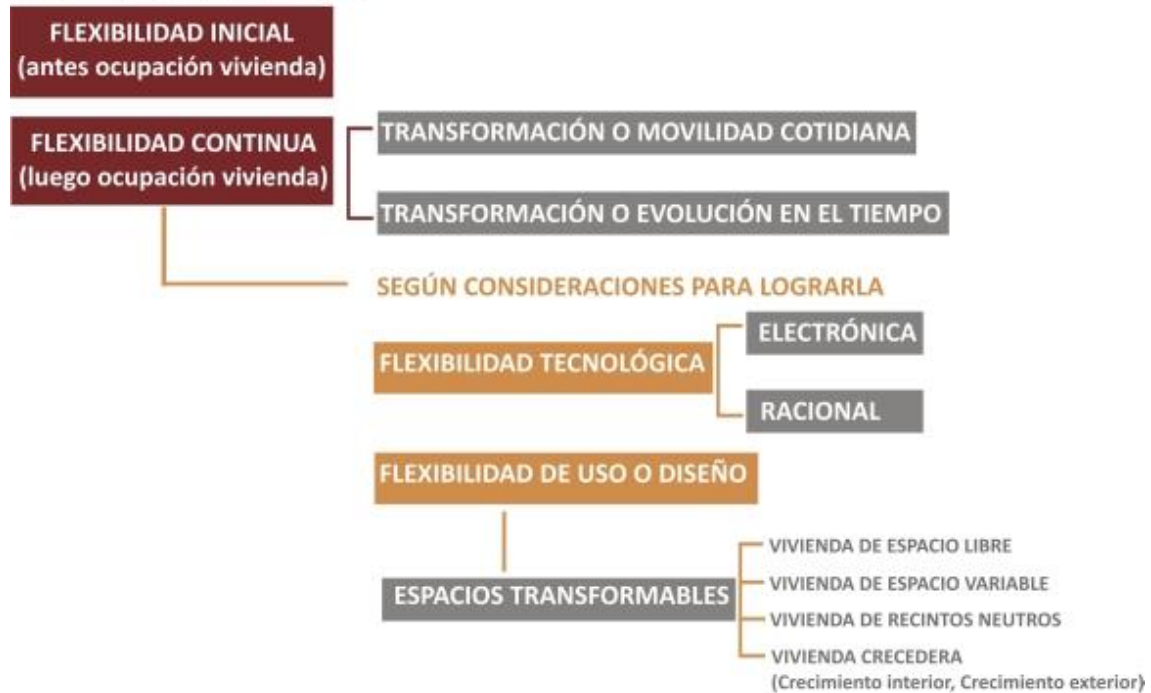 FLEXIBILIDAD INICIAL
(antes ocupación vivienda)
FLEXIBILIDAD CONTINUA
(luego ocupación vivienda)
TRANSFORMACIÓN O MOVILIDAD COTIDIANA
TRANSFORMACIÓN O EVOLUCIÓN EN EL TIEMPO
SEGÚN CONSIDERACIONES PARA LOGRARLA
FLEXIBILIDAD TECNOLÓGICA
ELECTRÓNICA
RACIONAL
FLEXIBILIDAD DE USO O DISEÑO
ESPACIOS TRANSFORMABLES
VIVIENDA DE ESPACIO LIBRE
VIVIENDA DE ESPACIO VARIABLE
VIVIENDA DE RECINTOS NEUTROS
VIVIENDA CRECEDERA
(Crecimiento interior, Crecimiento exterior)